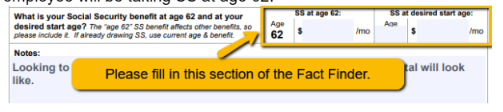 employee will be taking SS at age 62.
What is your Social Security benefit at age 62 and at your
desired start age? The "age 62" SS benefit affects other benefits, so
please include it. If already drawing SS, use current age & benefit.
SS at age 62:
Age
62
$ /mo
SS at desired start age:
Age
$ /mo
Notes:
Looking to
tal will look
like.
Please fill in this section of the Fact Finder.